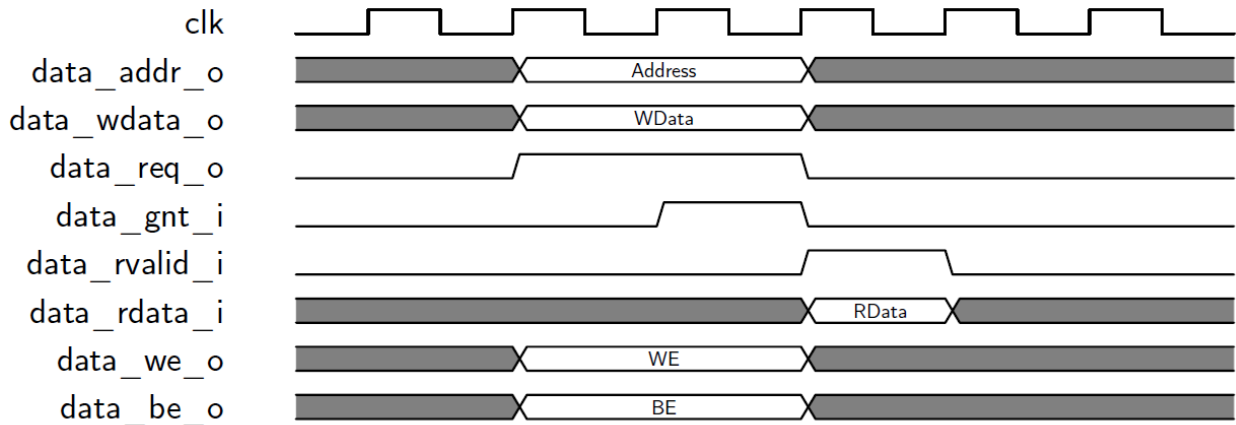 clk
data_addr_o Address
data_wdata_o WData
data_req_o
data_gnt_i
data_rvalid_i
data_rdata_i RData
data_we_o WE
data_be_o BE